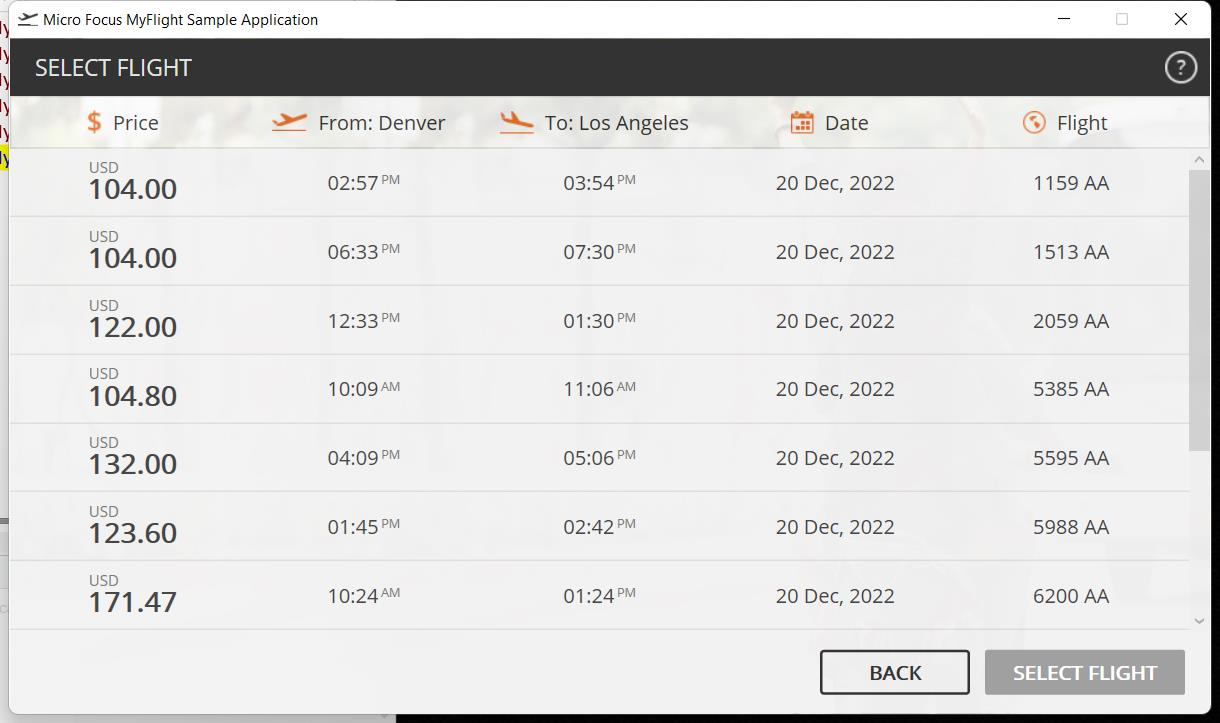 Micro Focus MyFlight Sample Application
SELECT FLIGHT ?
$ Price From: Denver To: Los Angeles Date Flight
USD
104.00 02:57 PM 03:54 PM 20 Dec, 2022 1159 AA
USD
104.00 06:33 PM 07:30 PM 20 Dec, 2022 1513 AA
USD
122.00 12:33 PM 01:30 PM 20 Dec, 2022 2059 AA
USD
104.80 10:09 AM 11:06 AM 20 Dec, 2022 5385 AA
USD
132.00 04:09 PM 05:06 PM 20 Dec, 2022 5595 AA
USD
123.60 01:45 PM 02:42 PM 20 Dec, 2022 5988 AA
USD
171.47 10:24 AM 01:24 PM 20 Dec, 2022 6200 AA
BACK SELECT FLIGHT